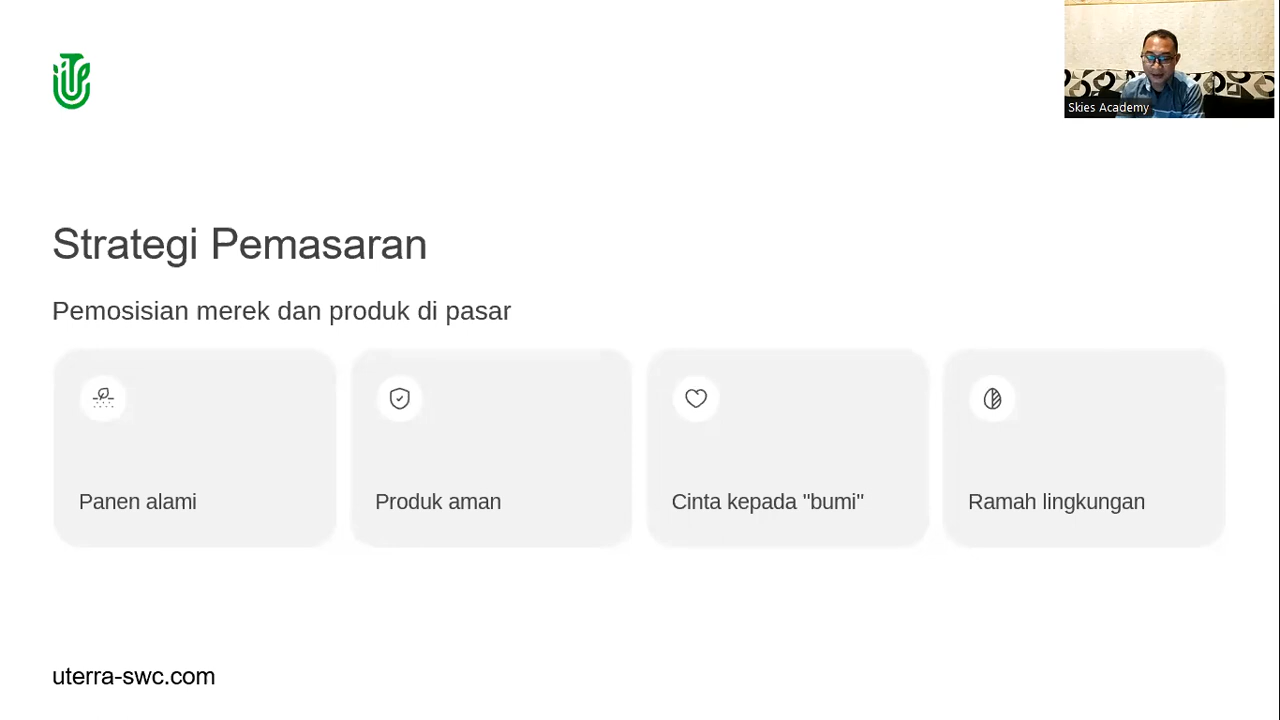 Skies Academy
Strategi Pemasaran
Pemosisian merek dan produk di pasar
Panen alami
Produk aman
Cinta kepada "bumi"
Ramah lingkungan
uterra-swc.com